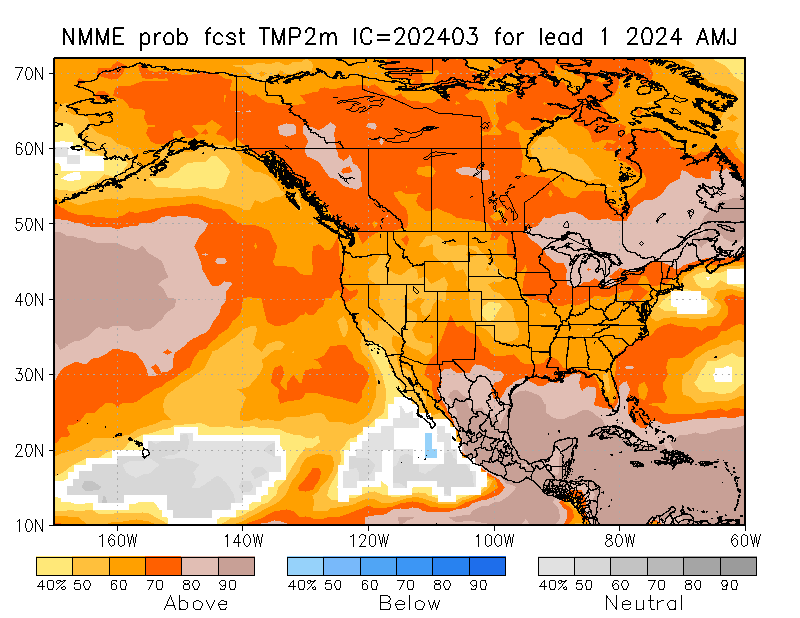 NMME prob fcst TMP2m IC=202403 for lead 1 2024 AMJ
70N
60N
50N
40N
30N
20N
10N
160W 140W 120W 100W 80W 60W
40% 50 60 70 80 90 40% 50 60 70 80 90 40% 50 60 70 80 90
Above Below Neutral